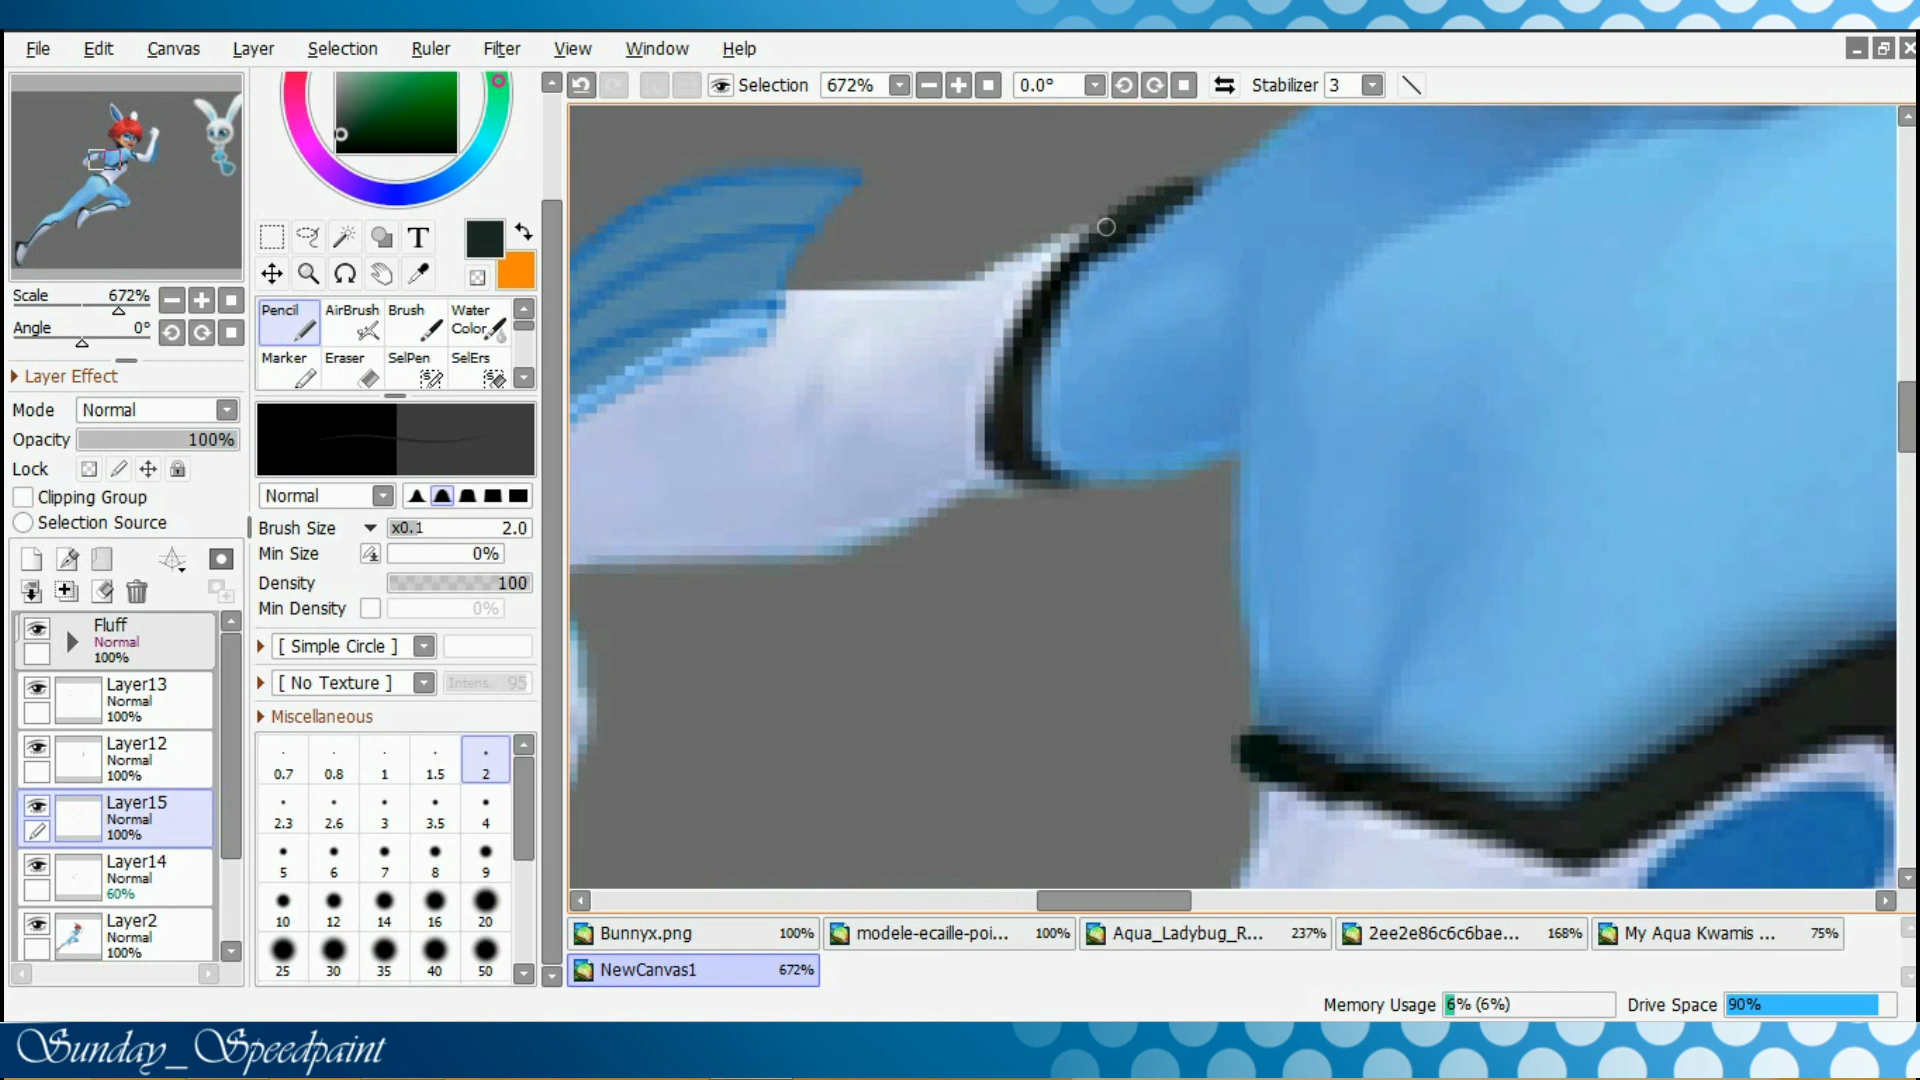 File Edit Canvas Layer Selection Ruler Filter View Window Help
Selection 672% 0.0° Stabilizer 3
Scale 672%
Angle 0°
Layer Effect
Mode Normal
Opacity 100%
Lock
Clipping Group
Selection Source
Fluff
Normal
100%
Layer13
Normal
100%
Layer12
Normal
100%
Layer15
Normal
100%
Layer14
Normal
60%
Layer2
Normal
100%
T
Pencil AirBrush Brush Water Color
Marker Eraser SelPen SelErs
Normal
Brush Size x0.1 2.0
Min Size 0%
Density 100
Min Density 0%
[ Simple Circle ]
[ No Texture ] Intens. 95
Miscellaneous
0.7 0.8 1 1.5 2
2.3 2.6 3 3.5 4
5 6 7 8 9
10 12 14 16 20
25 30 35 40 50
Bunnyx.png 100% modele-ecaille-poi... 100% Aqua_Ladybug_R... 237% 2ee2e86c6c6bae... 168% My Aqua Kwamis ... 75%
NewCanvas1 672%
Memory Usage 6% (6%) Drive Space 90%
Sunday_Speedpaint